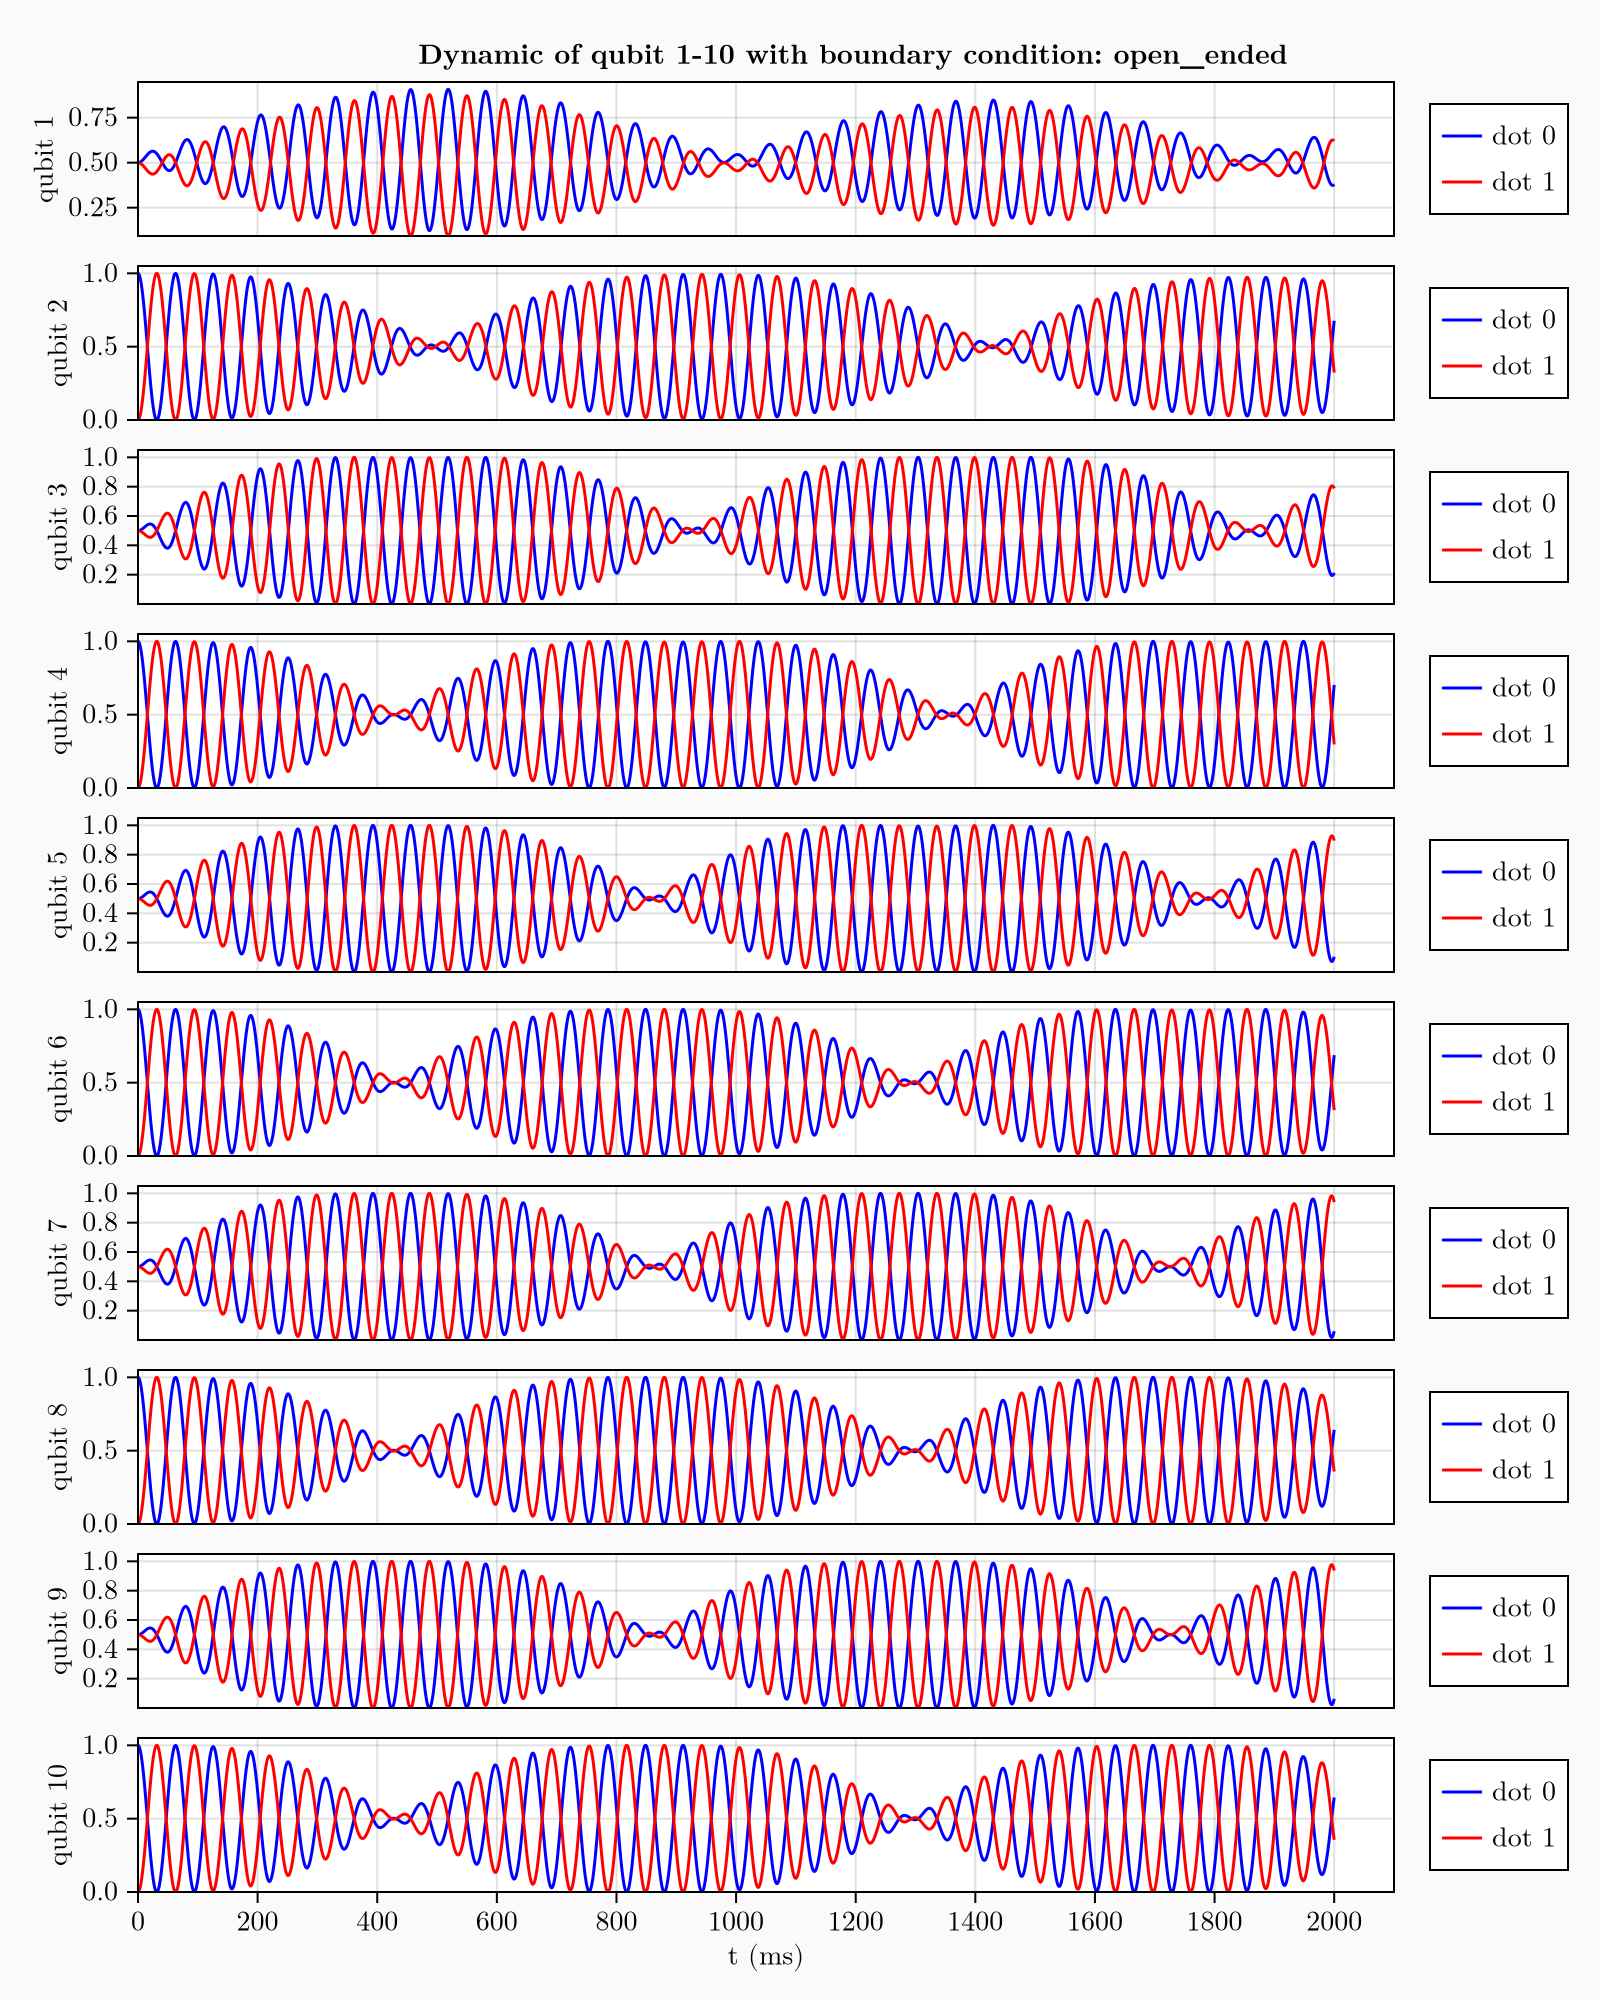 Dynamic of qubit 1-10 with boundary condition: open_ended
qubit 1
0.75
0.50
0.25
dot 0
dot 1
qubit 2
1.0
0.5
0.0
dot 0
dot 1
qubit 3
1.0
0.8
0.6
0.4
0.2
dot 0
dot 1
qubit 4
1.0
0.5
0.0
dot 0
dot 1
qubit 5
1.0
0.8
0.6
0.4
0.2
dot 0
dot 1
qubit 6
1.0
0.5
0.0
dot 0
dot 1
qubit 7
1.0
0.8
0.6
0.4
0.2
dot 0
dot 1
qubit 8
1.0
0.5
0.0
dot 0
dot 1
qubit 9
1.0
0.8
0.6
0.4
0.2
dot 0
dot 1
qubit 10
1.0
0.5
0.0
dot 0
dot 1
0 200 400 600 800 1000 1200 1400 1600 1800 2000
t (ms)